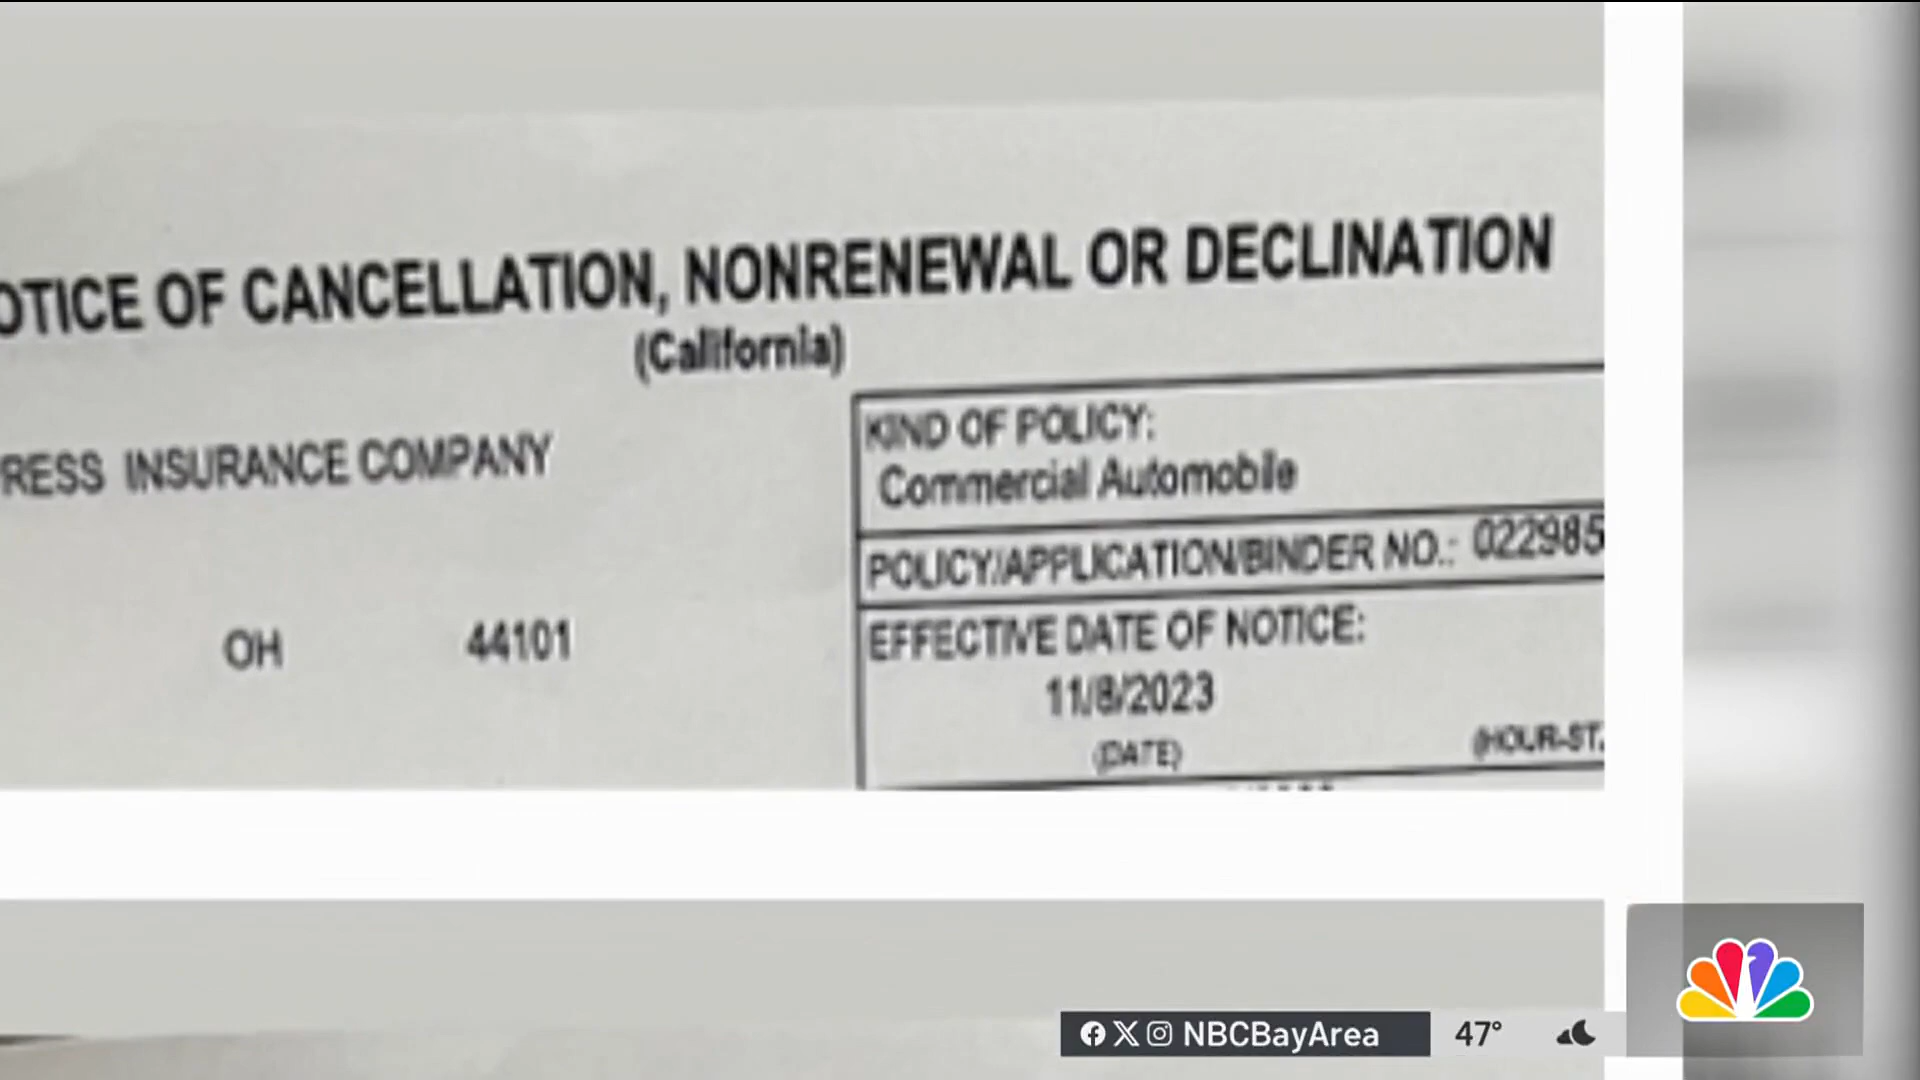 OTICE OF CANCELLATION, NONRENEWAL OR DECLINATION
(California)
RESS INSURANCE COMPANY
OH 44101
KIND OF POLICY:
Commercial Automobile
POLICY/APPLICATION/BINDER NO.: 022985
EFFECTIVE DATE OF NOTICE:
11/8/2023
(DATE)
(HOUR-ST.
NBCBayArea 47°